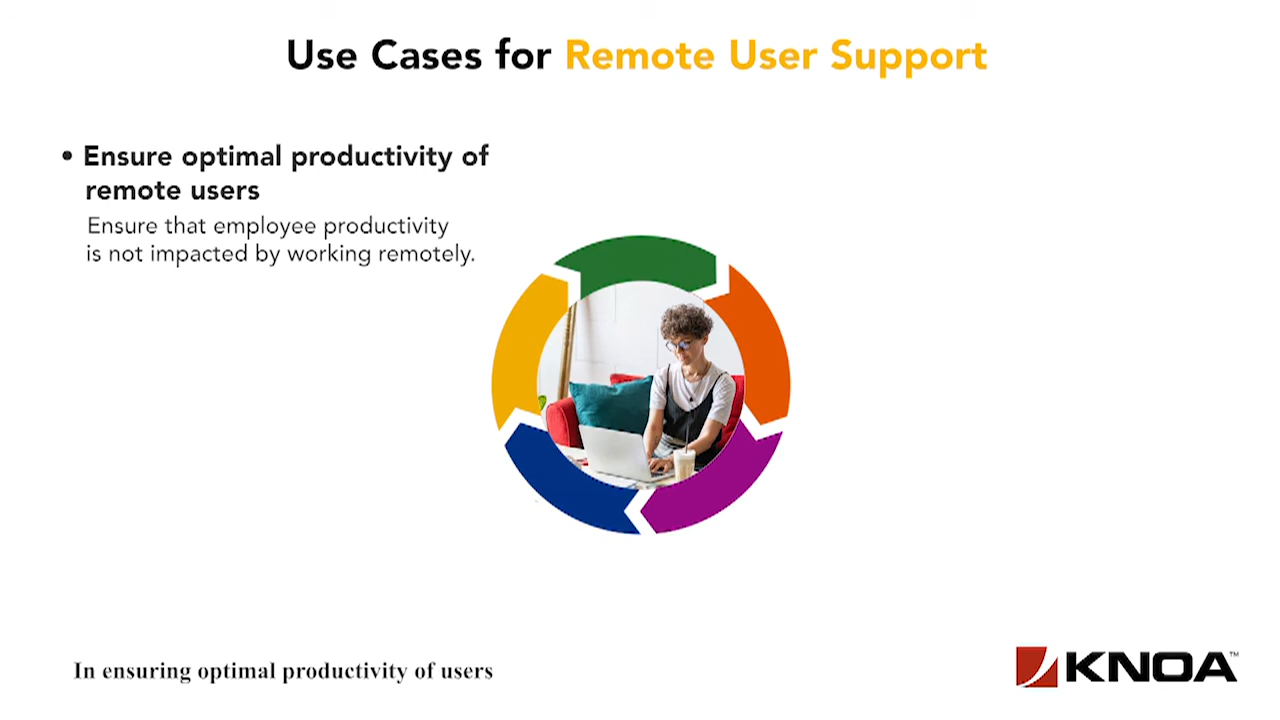 Use Cases for Remote User Support
• Ensure optimal productivity of
remote users
Ensure that employee productivity
is not impacted by working remotely.
In ensuring optimal productivity of users
KNOA™